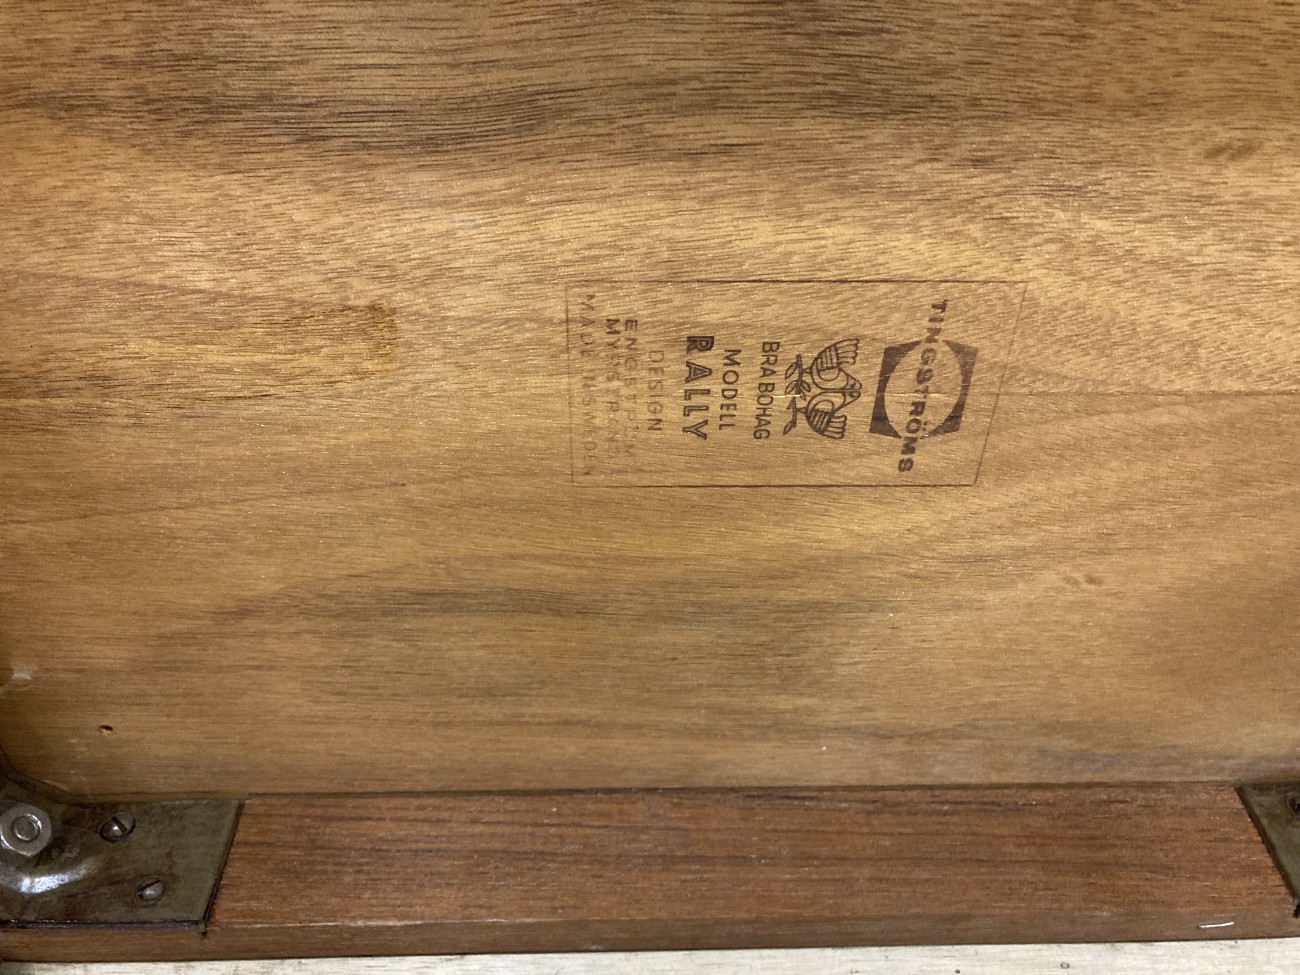 TINGSTRÖMS
BRA BOHAG
MODELL
RALLY
DESIGN
ENGSTRÖM
MYRSTRAND
MADE IN SWEDEN